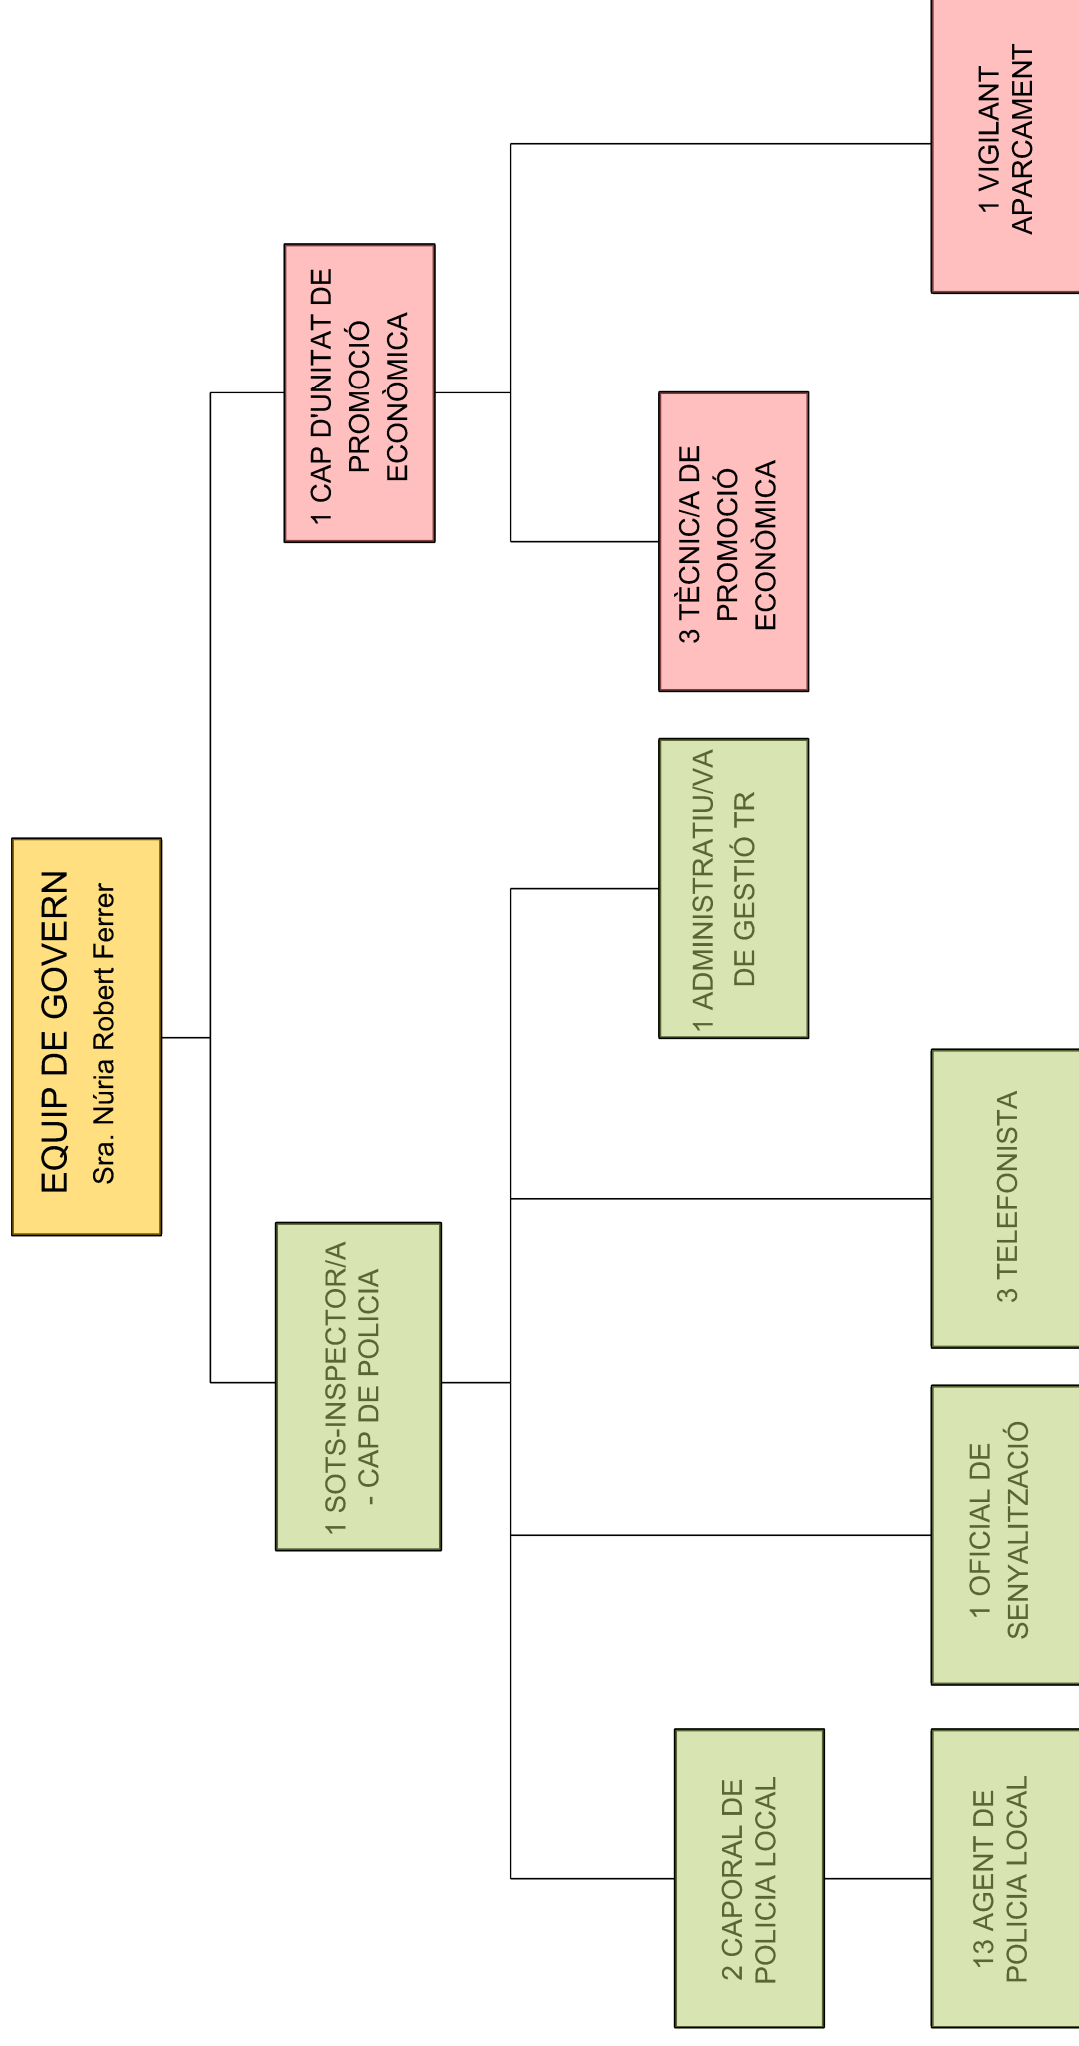 EQUIP DE GOVERN
Sra. Núria Robert Ferrer
1 SOTS-INSPECTOR/A
- CAP DE POLICIA
1 CAP D'UNITAT DE
PROMOCIÓ
ECONÒMICA
2 CAPORAL DE
POLICIA LOCAL
1 ADMINISTRATIU/VA
DE GESTIÓ TR
3 TÈCNIC/A DE
PROMOCIÓ
ECONÒMICA
13 AGENT DE
POLICIA LOCAL
1 OFICIAL DE
SENYALITZACIÓ
3 TELEFONISTA
1 VIGILANT
APARCAMENT